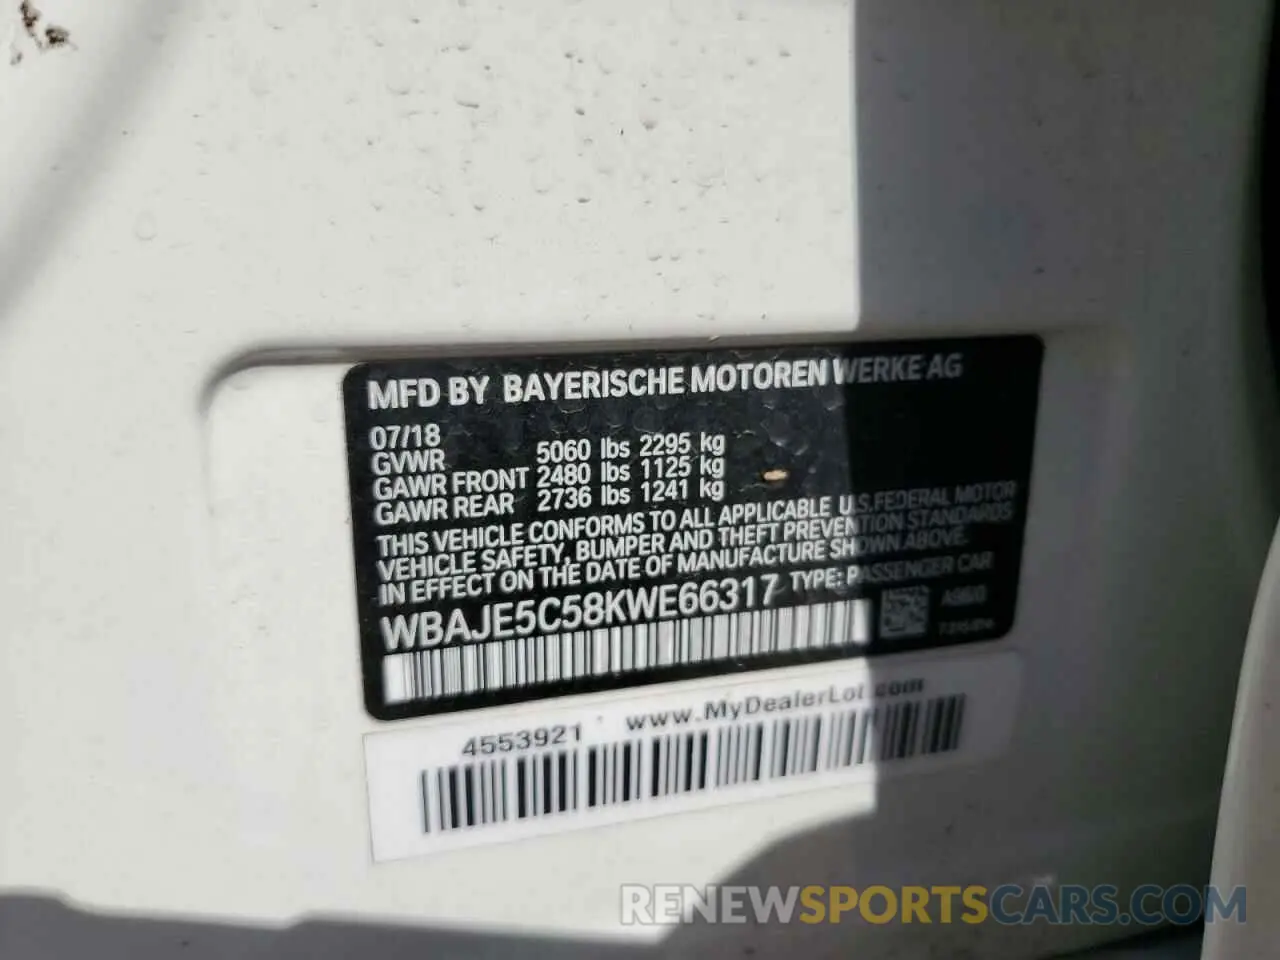 MFD BY BAYERISCHE MOTOREN WERKE AG
07/18
GVWR 5060 lbs 2295 kg
GAWR FRONT 2480 lbs 1125 kg
GAWR REAR 2736 lbs 1241 kg
THIS VEHICLE CONFORMS TO ALL APPLICABLE U.S. FEDERAL MOTOR
VEHICLE SAFETY, BUMPER AND THEFT PREVENTION STANDARDS
IN EFFECT ON THE DATE OF MANUFACTURE SHOWN ABOVE.
WBAJE5C58KWE66317 TYPE: PASSENGER CAR
4553921 www.MyDealerLot.com
RENEWSPORTSCARS.COM